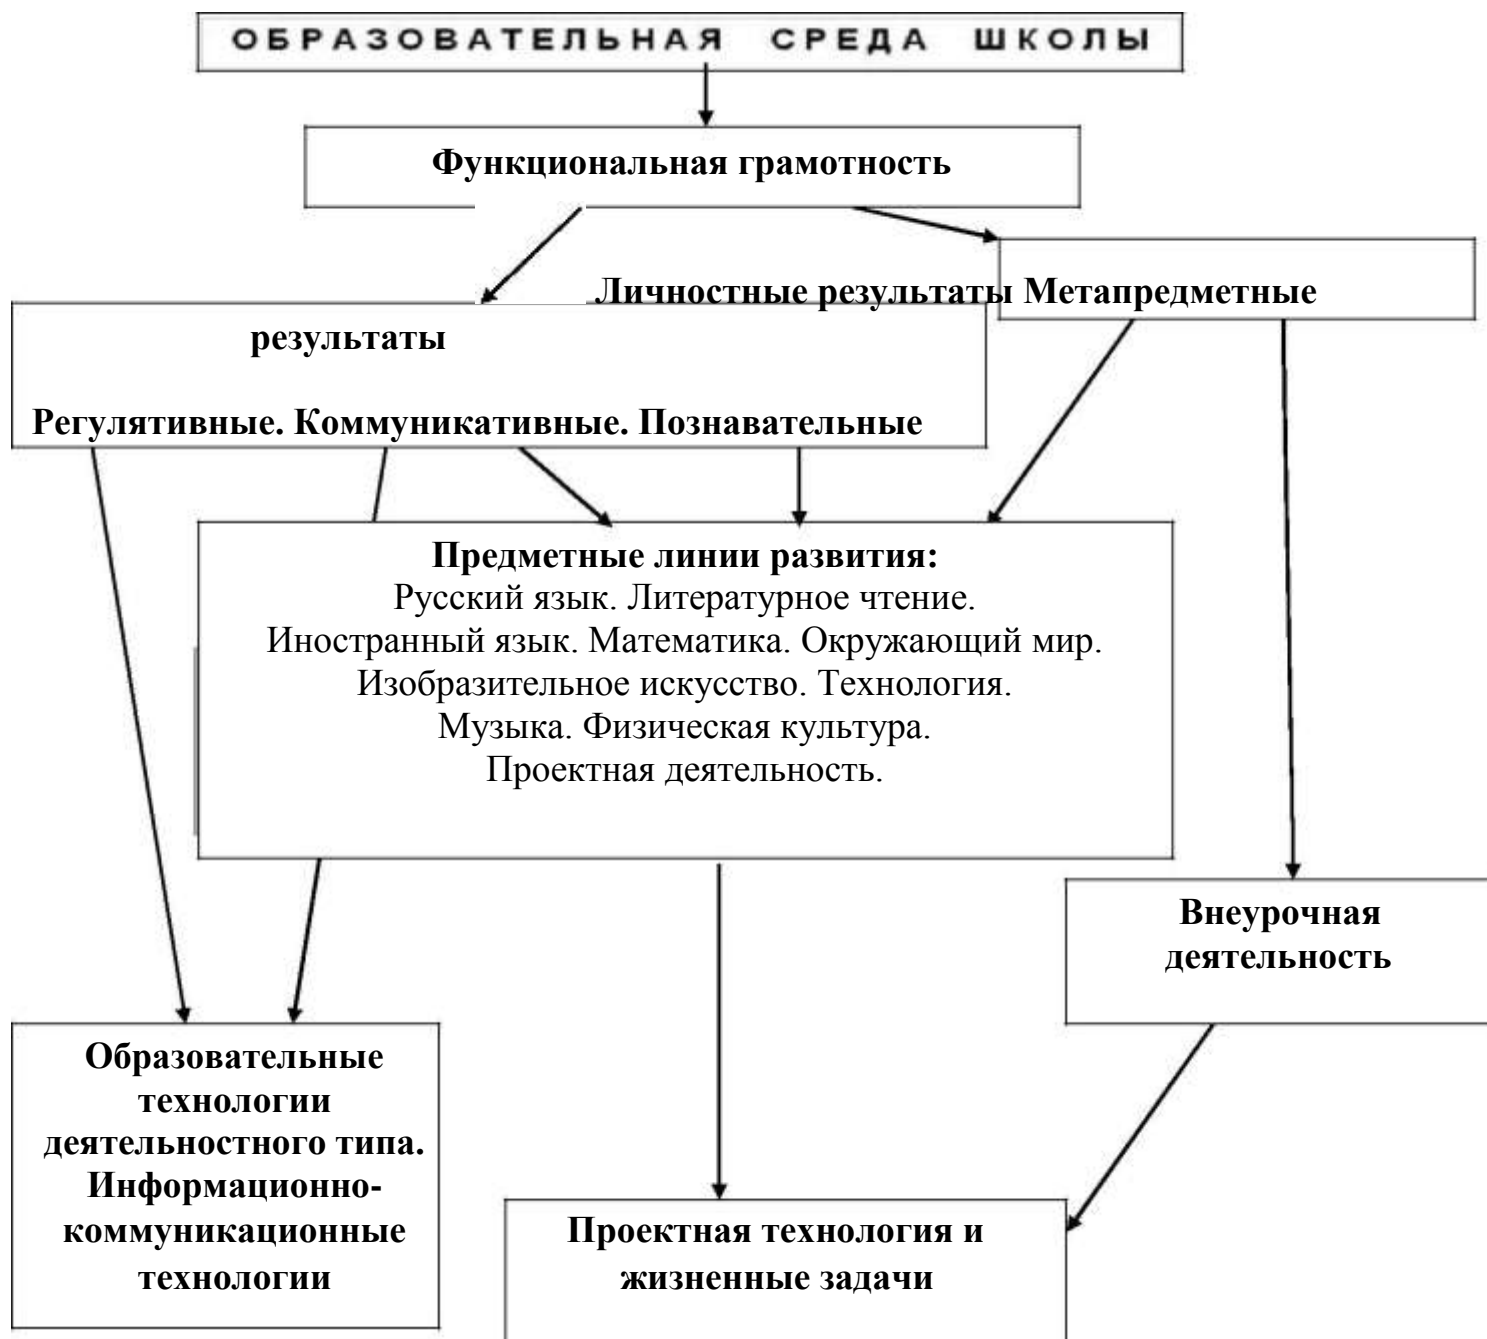 ОБРАЗОВАТЕЛЬНАЯ СРЕДА ШКОЛЫ
Функциональная грамотность
Личностные результаты Метапредметные
результаты
Регулятивные. Коммуникативные. Познавательные
Предметные линии развития:
Русский язык. Литературное чтение.
Иностранный язык. Математика. Окружающий мир.
Изобразительное искусство. Технология.
Музыка. Физическая культура.
Проектная деятельность.
Внеурочная
деятельность
Образовательные
технологии
деятельностного типа.
Информационно-
коммуникационные
технологии
Проектная технология и
жизненные задачи